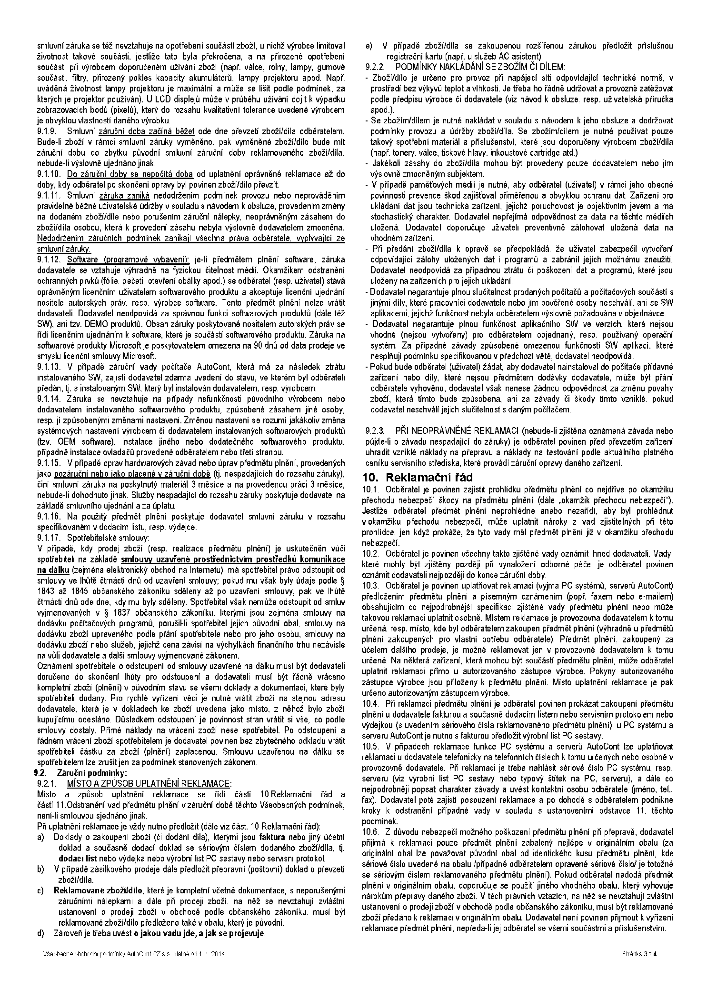 smluvní záruka se též nevztahuje na opotřebení součástí zboží, u nichž výrobce limitoval
životnost takové součásti, jestliže tato byla překročena, a na přirozené opotřebení
součástí při výrobcem doporučeném užívání zboží (např. válce, rolny, lampy, gumové
součásti, filtry, přirozený pokles kapacity akumulátorů, lampy projektoru apod. Např.
uváděná životnost lampy projektoru je maximální a může se lišit podle podmínek, za
kterých je projektor používán). U LCD displejů může v průběhu užívání dojít k výpadku
zobrazovacích bodů (pixelů), který do rozsahu kvalitativní tolerance uvedené výrobcem
je obvyklou vlastností daného výrobku.
9.1.9. Smluvní záruční doba začíná běžet ode dne převzetí zboží/díla odběratelem.
Bude-li zboží v rámci smluvní záruky vyměněno, pak vyměněné zboží/dílo bude mít
záruční dobu do zbytku původní smluvní záruční doby reklamovaného zboží/díla,
nebude-li výslovně ujednáno jinak.
9.1.10. Do záruční doby se nepočítá doba od uplatnění oprávněné reklamace až do
doby, kdy odběratel po skončení opravy byl povinen zboží/dílo převzít.
9.1.11. Smluvní záruka zaniká nedodržením podmínek provozu nebo neprováděním
pravidelné běžné uživatelské údržby v souladu s návodem k obsluze, provedením změny
na dodaném zboží/díle nebo porušením záruční nálepky, neoprávněným zásahem do
zboží/díla osobou, která k provedení zásahu nebyla výslovně dodavatelem zmocněna.
Nedodržením záručních podmínek zanikají všechna práva odběratele, vyplývající ze
smluvní záruky.
9.1.12. Software (programové vybavení): je-li předmětem plnění software, záruka
dodavatele se vztahuje výhradně na fyzickou čitelnost médií. Okamžikem odstranění
ochranných prvků (fólie, pečeti, otevření obálky apod.) se odběratel (resp. uživatel) stává
oprávněným licenčním uživatelem softwarového produktu a akceptuje licenční ujednání
nositele autorských práv, resp. výrobce software. Tento předmět plnění nelze vrátit
dodavateli. Dodavatel neodpovídá za správnou funkci softwarových produktů (dále též
SW), ani tzv. DEMO produktů. Obsah záruky poskytované nositelem autorských práv se
řídí licenčním ujednáním k software, které je součástí softwarového produktu. Záruka na
softwarové produkty Microsoft je poskytovatelem omezena na 90 dnů od data prodeje ve
smyslu licenční smlouvy Microsoft.
9.1.13. V případě záruční vady počítače AutoCont, která má za následek ztrátu
instalovaného SW, zajistí dodavatel zdarma uvedení do stavu, ve kterém byl odběrateli
předán, tj. s instalovaným SW, který byl instalován dodavatelem, resp. výrobcem.
9.1.14. Záruka se nevztahuje na případy nefunkčnosti původního výrobcem nebo
dodavatelem instalovaného softwarového produktu, způsobené zásahem jiné osoby,
resp. jí způsobenými změnami nastavení. Změnou nastavení se rozumí jakákoliv změna
systémových nastavení výrobcem či dodavatelem instalovaných softwarových produktů
(tzv. OEM software), instalace jiného nebo dodatečného softwarového produktu,
případně instalace ovladačů provedené odběratelem nebo třetí stranou.
9.1.15. V případě oprav hardwarových závad nebo úprav předmětu plnění, provedených
jako pozáruční nebo jako placené v záruční době (tj. nespadajících do rozsahu záruky),
činí smluvní záruka na poskytnutý materiál 3 měsíce a na provedenou práci 3 měsíce,
nebude-li dohodnuto jinak. Služby nespadající do rozsahu záruky poskytuje dodavatel na
základě smluvního ujednání a za úplatu.
9.1.16. Na použitý předmět plnění poskytuje dodavatel smluvní záruku v rozsahu
specifikovaném v dodacím listu, resp. výdejce.
9.1.17. Spotřebitelské smlouvy:
V případě, kdy prodej zboží (resp. realizace předmětu plnění) je uskutečněn vůči
spotřebiteli na základě smlouvy uzavřené prostřednictvím prostředků komunikace
na dálku (zejména elektronický obchod na Internetu), má spotřebitel právo odstoupit od
smlouvy ve lhůtě čtrnácti dnů od uzavření smlouvy; pokud mu však byly údaje podle §
1843 až 1845 občanského zákoníku sděleny až po uzavření smlouvy, pak ve lhůtě
čtrnácti dnů ode dne, kdy mu byly sděleny. Spotřebitel však nemůže odstoupit od smluv
vyjmenovaných v § 1837 občanského zákoníku, kterými jsou zejména smlouvy na
dodávku počítačových programů, porušil-li spotřebitel jejich původní obal, smlouvy na
dodávku zboží upraveného podle přání spotřebitele nebo pro jeho osobu, smlouvy na
dodávku zboží nebo služeb, jejichž cena závisí na výchylkách finančního trhu nezávisle
na vůli dodavatele a další smlouvy vyjmenované zákonem.
Oznámení spotřebitele o odstoupení od smlouvy uzavřené na dálku musí být dodavateli
doručeno do skončení lhůty pro odstoupení a dodavateli musí být řádně vráceno
kompletní zboží (plnění) v původním stavu se všemi doklady a dokumentací, které byly
spotřebiteli dodány. Pro rychlé vyřízení věci je nutné vrátit zboží na stejnou adresu
dodavatele, která je v dokladech ke zboží uvedena jako místo, z něhož bylo zboží
kupujícímu odesláno. Důsledkem odstoupení je povinnost stran vrátit si vše, co podle
smlouvy dostaly. Přímé náklady na vrácení zboží nese spotřebitel. Po odstoupení a
řádném vrácení zboží spotřebitelem je dodavatel povinen bez zbytečného odkladu vrátit
spotřebiteli částku za zboží (plnění) zaplacenou. Smlouvu uzavřenou na dálku se
spotřebitelem lze zrušit jen za podmínek stanovených zákonem.
9.2. Záruční podmínky:
9.2.1. MÍSTO A ZPŮSOB UPLATNĚNÍ REKLAMACE:
Místo a způsob uplatnění reklamace se řídí částí 10 Reklamační řád a
částí 11.Odstranění vad předmětu plnění v záruční době těchto Všeobecných podmínek,
není-li smlouvou sjednáno jinak.
Při uplatnění reklamace je vždy nutno předložit (dále viz část. 10 Reklamační řád):
a) Doklady o zakoupení zboží (či dodání díla), kterými jsou faktura nebo jiný účetní
doklad a současně dodací doklad se sériovým číslem dodaného zboží/díla, tj.
dodací list nebo výdejka nebo výrobní list PC sestavy nebo servisní protokol.
b) V případě zásilkového prodeje dále předložit přepravní (poštovní) doklad o převzetí
zboží/díla.
c) Reklamované zboží/dílo, které je kompletní včetně dokumentace, s neporušenými
záručními nálepkami a dále při prodeji zboží, na něž se nevztahují zvláštní
ustanovení o prodeji zboží v obchodě podle občanského zákoníku, musí být
reklamované zboží/dílo předloženo také v obalu, který je původní.
d) Zároveň je třeba uvést o jakou vadu jde, a jak se projevuje.
e) V případě zboží/díla se zakoupenou rozšířenou zárukou předložit příslušnou
registrační kartu (např. u služeb AC asistent).
9.2.2. PODMÍNKY NAKLÁDÁNÍ SE ZBOŽÍM ČI DÍLEM:
- Zboží/dílo je určeno pro provoz při napájecí síti odpovídající technické normě, v
prostředí bez výkyvů teplot a vlhkosti. Je třeba ho řádně udržovat a provozně zatěžovat
podle předpisu výrobce či dodavatele (viz návod k obsluze, resp. uživatelská příručka
apod.).
- Se zbožím/dílem je nutné nakládat v souladu s návodem k jeho obsluze a dodržovat
podmínky provozu a údržby zboží/díla. Se zbožím/dílem je nutné používat pouze
takový spotřební materiál a příslušenství, které jsou doporučeny výrobcem zboží/díla
(např. tonery, válce, tiskové hlavy, inkoustové cartridge atd.)
- Jakékoli zásahy do zboží/díla mohou být provedeny pouze dodavatelem nebo jím
výslovně zmocněným subjektem.
- V případě paměťových médií je nutné, aby odběratel (uživatel) v rámci jeho obecné
povinnosti prevence škod zajišťoval přiměřenou a obvyklou ochranu dat. Zařízení pro
ukládání dat jsou technická zařízení, jejichž poruchovost je objektivním jevem a má
stochastický charakter. Dodavatel nepřejímá odpovědnost za data na těchto médiích
uložená. Dodavatel doporučuje uživateli preventivně zálohovat uložená data na
vhodném zařízení.
- Při předání zboží/díla k opravě se předpokládá, že uživatel zabezpečil vytvoření
odpovídající zálohy uložených dat i programů a zabránil jejich možnému zneužití.
Dodavatel neodpovídá za případnou ztrátu či poškození dat a programů, které jsou
uloženy na zařízeních pro jejich ukládání.
- Dodavatel negarantuje plnou slučitelnost prodaných počítačů a počítačových součástí s
jinými díly, které pracovníci dodavatele nebo jím pověřené osoby neschválí, ani se SW
aplikacemi, jejichž funkčnost nebyla odběratelem výslovně požadována v objednávce.
- Dodavatel negarantuje plnou funkčnost aplikačního SW ve verzích, které nejsou
vhodné (nejsou vytvořeny) pro odběratelem objednaný, resp. používaný operační
systém. Za případné závady způsobené omezenou funkčností SW aplikací, které
nesplňují podmínku specifikovanou v předchozí větě, dodavatel neodpovídá.
- Pokud bude odběratel (uživatel) žádat, aby dodavatel nainstaloval do počítače přídavné
zařízení nebo díly, které nejsou předmětem dodávky dodavatele, může být přání
odběratele vyhověno, dodavatel však nenese žádnou odpovědnost za změnu povahy
zboží, která tímto bude způsobena, ani za závady či škody tímto vzniklé, pokud
dodavatel neschválí jejich slučitelnost s daným počítačem.
9.2.3. PŘI NEOPRÁVNĚNÉ REKLAMACI (nebude-li zjištěna oznámená závada nebo
půjde-li o závadu nespadající do záruky) je odběratel povinen před převzetím zařízení
uhradit vzniklé náklady na přepravu a náklady na testování podle aktuálního platného
ceníku servisního střediska, které provádí záruční opravy daného zařízení.
10. Reklamační řád
10.1. Odběratel je povinen zajistit prohlídku předmětu plnění co nejdříve po okamžiku
přechodu nebezpečí škody na předmětu plnění (dále „okamžik přechodu nebezpečí“).
Jestliže odběratel předmět plnění neprohlédne anebo nezařídí, aby byl prohlédnut
v okamžiku přechodu nebezpečí, může uplatnit nároky z vad zjistitelných při této
prohlídce, jen když prokáže, že tyto vady měl předmět plnění již v okamžiku přechodu
nebezpečí.
10.2. Odběratel je povinen všechny takto zjištěné vady oznámit ihned dodavateli. Vady,
které mohly být zjištěny později při vynaložení odborné péče, je odběratel povinen
oznámit dodavateli nejpozději do konce záruční doby.
10.3. Odběratel je povinen uplatňovat reklamaci (vyjma PC systémů, serverů AutoCont)
předložením předmětu plnění a písemným oznámením (popř. faxem nebo e-mailem)
obsahujícím co nejpodrobnější specifikaci zjištěné vady předmětu plnění nebo může
takovou reklamaci uplatnit osobně. Místem reklamace je provozovna dodavatelem k tomu
určená, resp. místo, kde byl odběratelem zakoupen předmět plnění (výhradně u předmětů
plnění zakoupených pro vlastní potřebu odběratele). Předmět plnění, zakoupený za
účelem dalšího prodeje, je možné reklamovat jen v provozovně dodavatelem k tomu
určené. Na některá zařízení, která mohou být součástí předmětu plnění, může odběratel
uplatnit reklamaci přímo u autorizovaného zástupce výrobce. Pokyny autorizovaného
zástupce výrobce jsou přiloženy k předmětu plnění. Místo uplatnění reklamace je pak
určeno autorizovaným zástupcem výrobce.
10.4. Při reklamaci předmětu plnění je odběratel povinen prokázat zakoupení předmětu
plnění u dodavatele fakturou a současně dodacím listem nebo servisním protokolem nebo
výdejkou (s uvedením sériového čísla reklamovaného předmětu plnění), u PC systému a
serveru AutoCont je nutno s fakturou předložit výrobní list PC sestavy.
10.5. V případech reklamace funkce PC systému a serverů AutoCont lze uplatňovat
reklamaci u dodavatele telefonicky na telefonních číslech k tomu určených nebo osobně v
provozovně dodavatele. Při reklamaci je třeba nahlásit sériové číslo PC systému, resp.
serveru (viz výrobní list PC sestavy nebo typový štítek na PC, serveru), a dále co
nejpodrobněji popsat charakter závady a uvést kontaktní osobu odběratele (jméno, tel.,
fax). Dodavatel poté zajistí posouzení reklamace a po dohodě s odběratelem podnikne
kroky k odstranění případné vady v souladu s ustanoveními odstavce 11. těchto
podmínek.
10.6. Z důvodu nebezpečí možného poškození předmětu plnění při přepravě, dodavatel
přijímá k reklamaci pouze předmět plnění zabalený nejlépe v originálním obalu (za
originální obal lze považovat původní obal od identického kusu předmětu plnění, kde
sériové číslo uvedené na obalu /případně odběratelem opravené sériové číslo/ je totožné
se sériovým číslem reklamovaného předmětu plnění). Pokud odběratel nedodá předmět
plnění v originálním obalu, doporučuje se použití jiného vhodného obalu, který vyhovuje
nárokům přepravy daného zboží. V těch právních vztazích, na něž se nevztahují zvláštní
ustanovení o prodeji zboží v obchodě podle občanského zákoníku, musí být reklamované
zboží předáno k reklamaci v originálním obalu. Dodavatel není povinen přijmout k vyřízení
reklamace předmět plnění, nepředá-li jej odběratel se všemi součástmi a příslušenstvím.
Všeobecné obchodní podmínky AutoCont CZ a.s. platné od 1. 1. 2014
Stránka 3 z 4